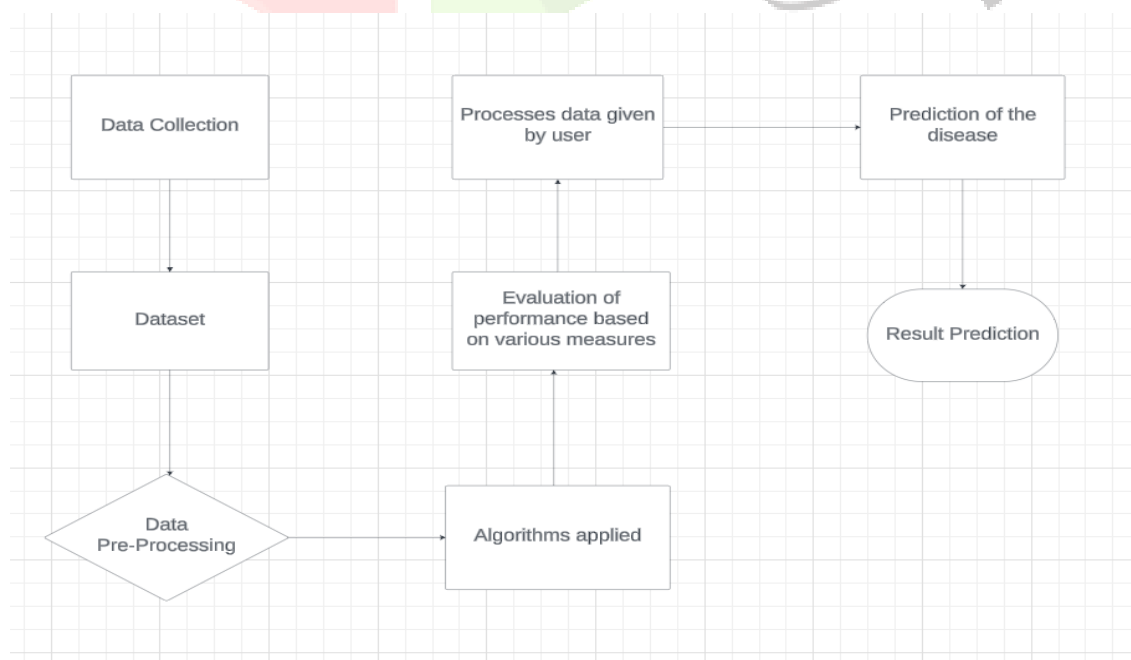 Data Collection
Dataset
Data
Pre-Processing
Algorithms applied
Evaluation of
performance based
on various measures
Processes data given
by user
Prediction of the
disease
Result Prediction